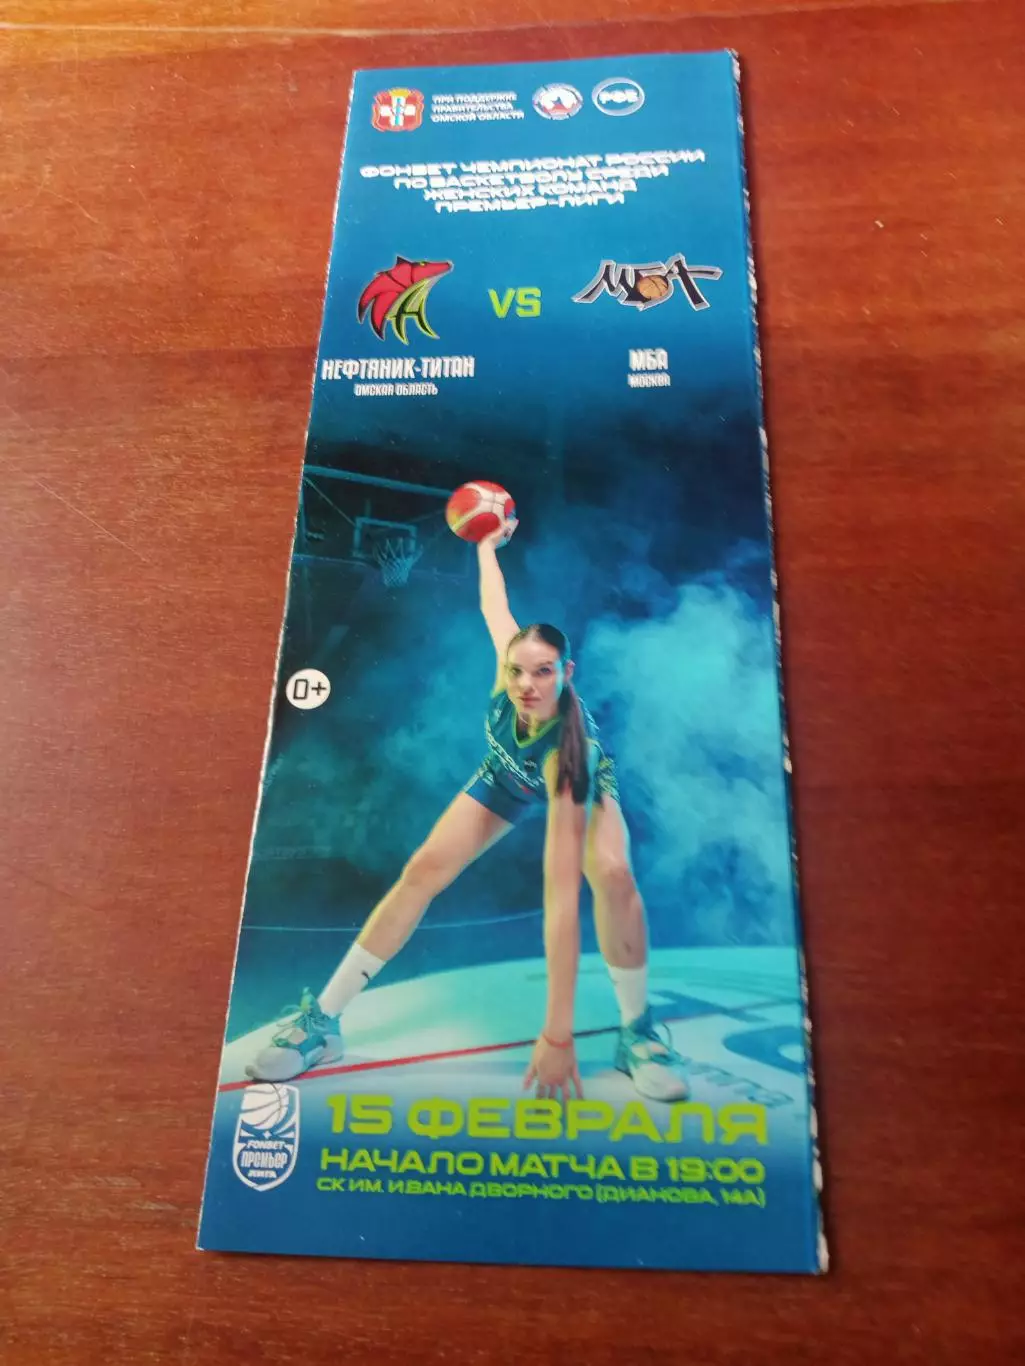 ПРИ ПОДДЕРЖКЕ
ПРАВИТЕЛЬСТВА
ОМСКОЙ ОБЛАСТИ
РФБ
ФОНБЕТ ЧЕМПИОНАТ РОССИИ
ПО БАСКЕТБОЛУ СРЕДИ
ЖЕНСКИХ КОМАНД
ПРЕМЬЕР-ЛИГИ
VS
МБА
НЕФТЯНИК-ТИТАН
ОМСКАЯ ОБЛАСТЬ
МБА
МОСКВА
0+
FONBET
ПРЕМЬЕР
ЛИГА
15 ФЕВРАЛЯ
НАЧАЛО МАТЧА В 19:00
СК ИМ. ИВАНА ДВОРНОГО (ДИАНОВА, 14А)